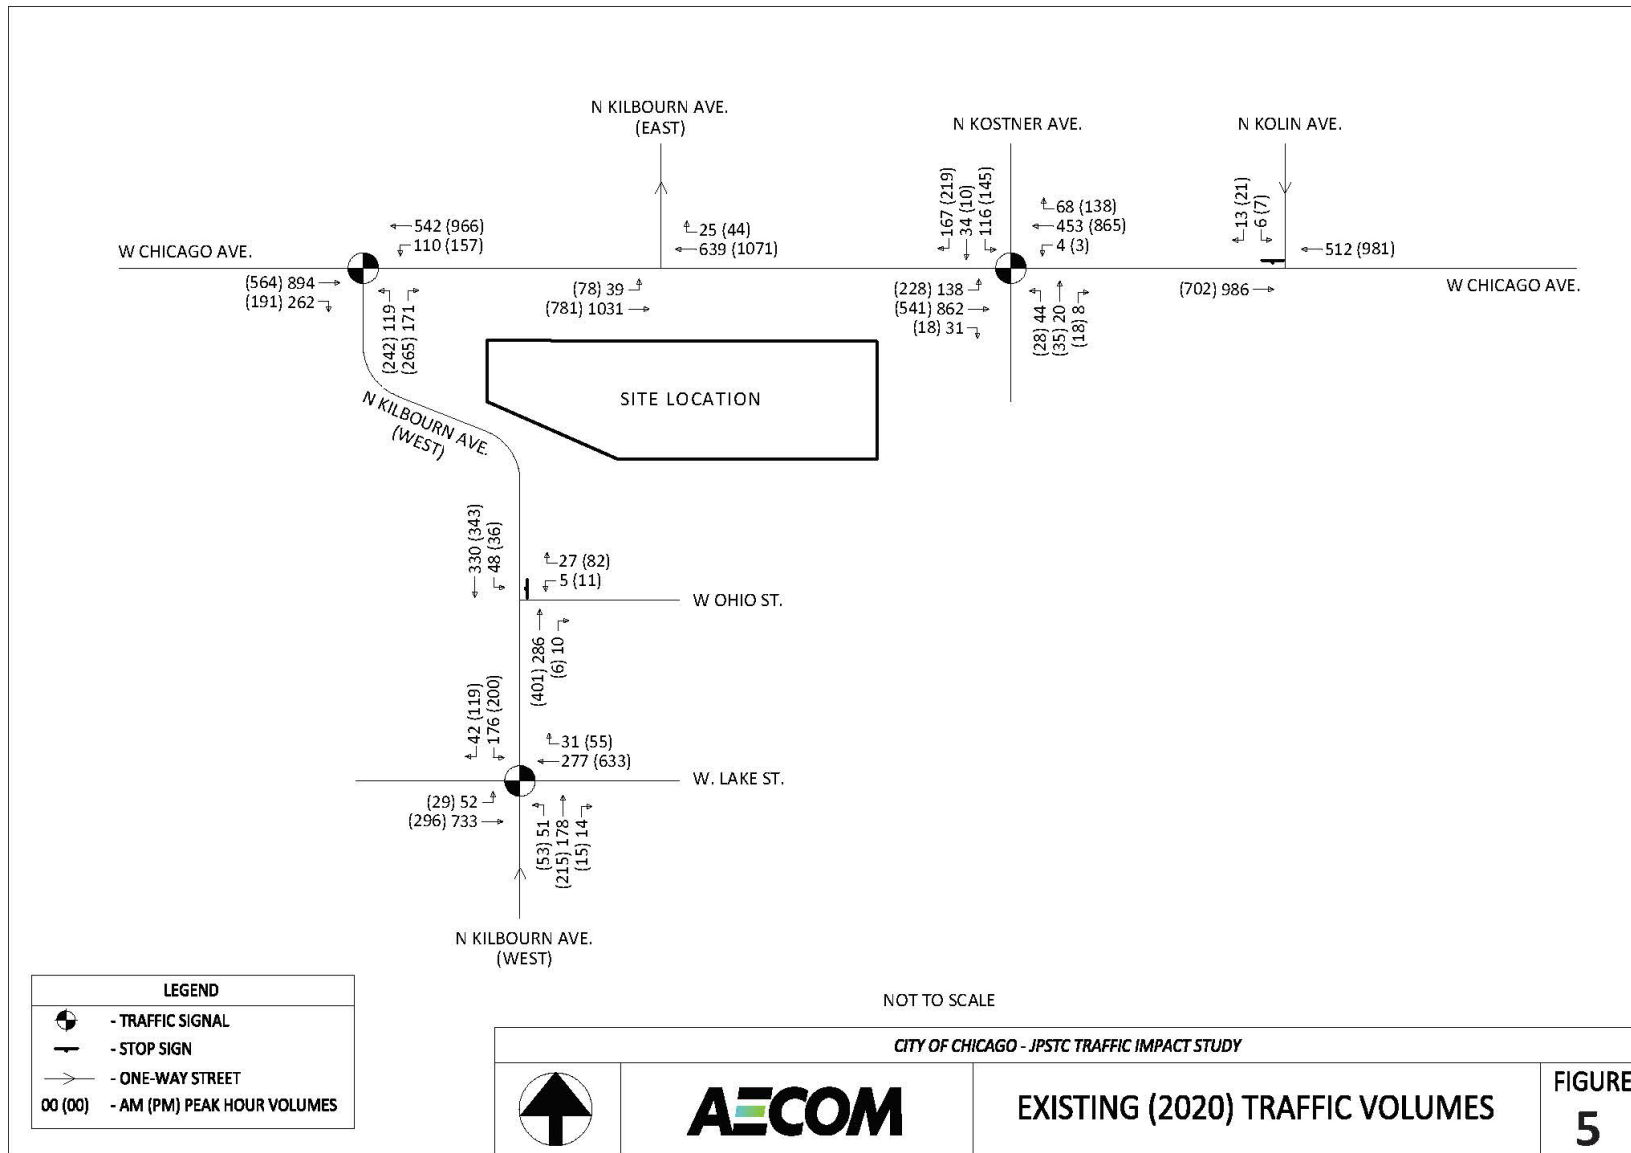 N KILBOURN AVE.
(EAST)
N KOSTNER AVE.
N KOLIN AVE.
167 (219)
34 (10)
116 (145)
13 (21)
6 (7)
542 (966)
110 (157)
25 (44)
639 (1071)
68 (138)
453 (865)
4 (3)
512 (981)
W CHICAGO AVE.
W CHICAGO AVE.
(564) 894
(191) 262
(78) 39
(781) 1031
(228) 138
(541) 862
(18) 31
(702) 986
(242) 119
(265) 171
(28) 44
(35) 20
(18) 8
SITE LOCATION
N KILBOURN AVE.
(WEST)
330 (343)
48 (36)
27 (82)
5 (11)
W OHIO ST.
(401) 286
(6) 10
42 (119)
176 (200)
31 (55)
277 (633)
W. LAKE ST.
(29) 52
(296) 733
(53) 51
(215) 178
(15) 14
N KILBOURN AVE.
(WEST)
LEGEND
- TRAFFIC SIGNAL
- STOP SIGN
- ONE-WAY STREET
00 (00) - AM (PM) PEAK HOUR VOLUMES
NOT TO SCALE
CITY OF CHICAGO - JPSTC TRAFFIC IMPACT STUDY
AECOM
EXISTING (2020) TRAFFIC VOLUMES
FIGURE
5